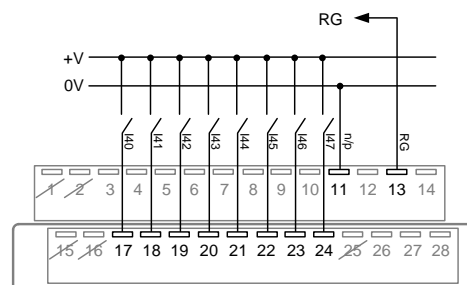 RG
+V
0V
I40 I41 I42 I43 I44 I45 I46 I47 n/p RG
1 2 3 4 5 6 7 8 9 10 11 12 13 14
15 16 17 18 19 20 21 22 23 24 25 26 27 28